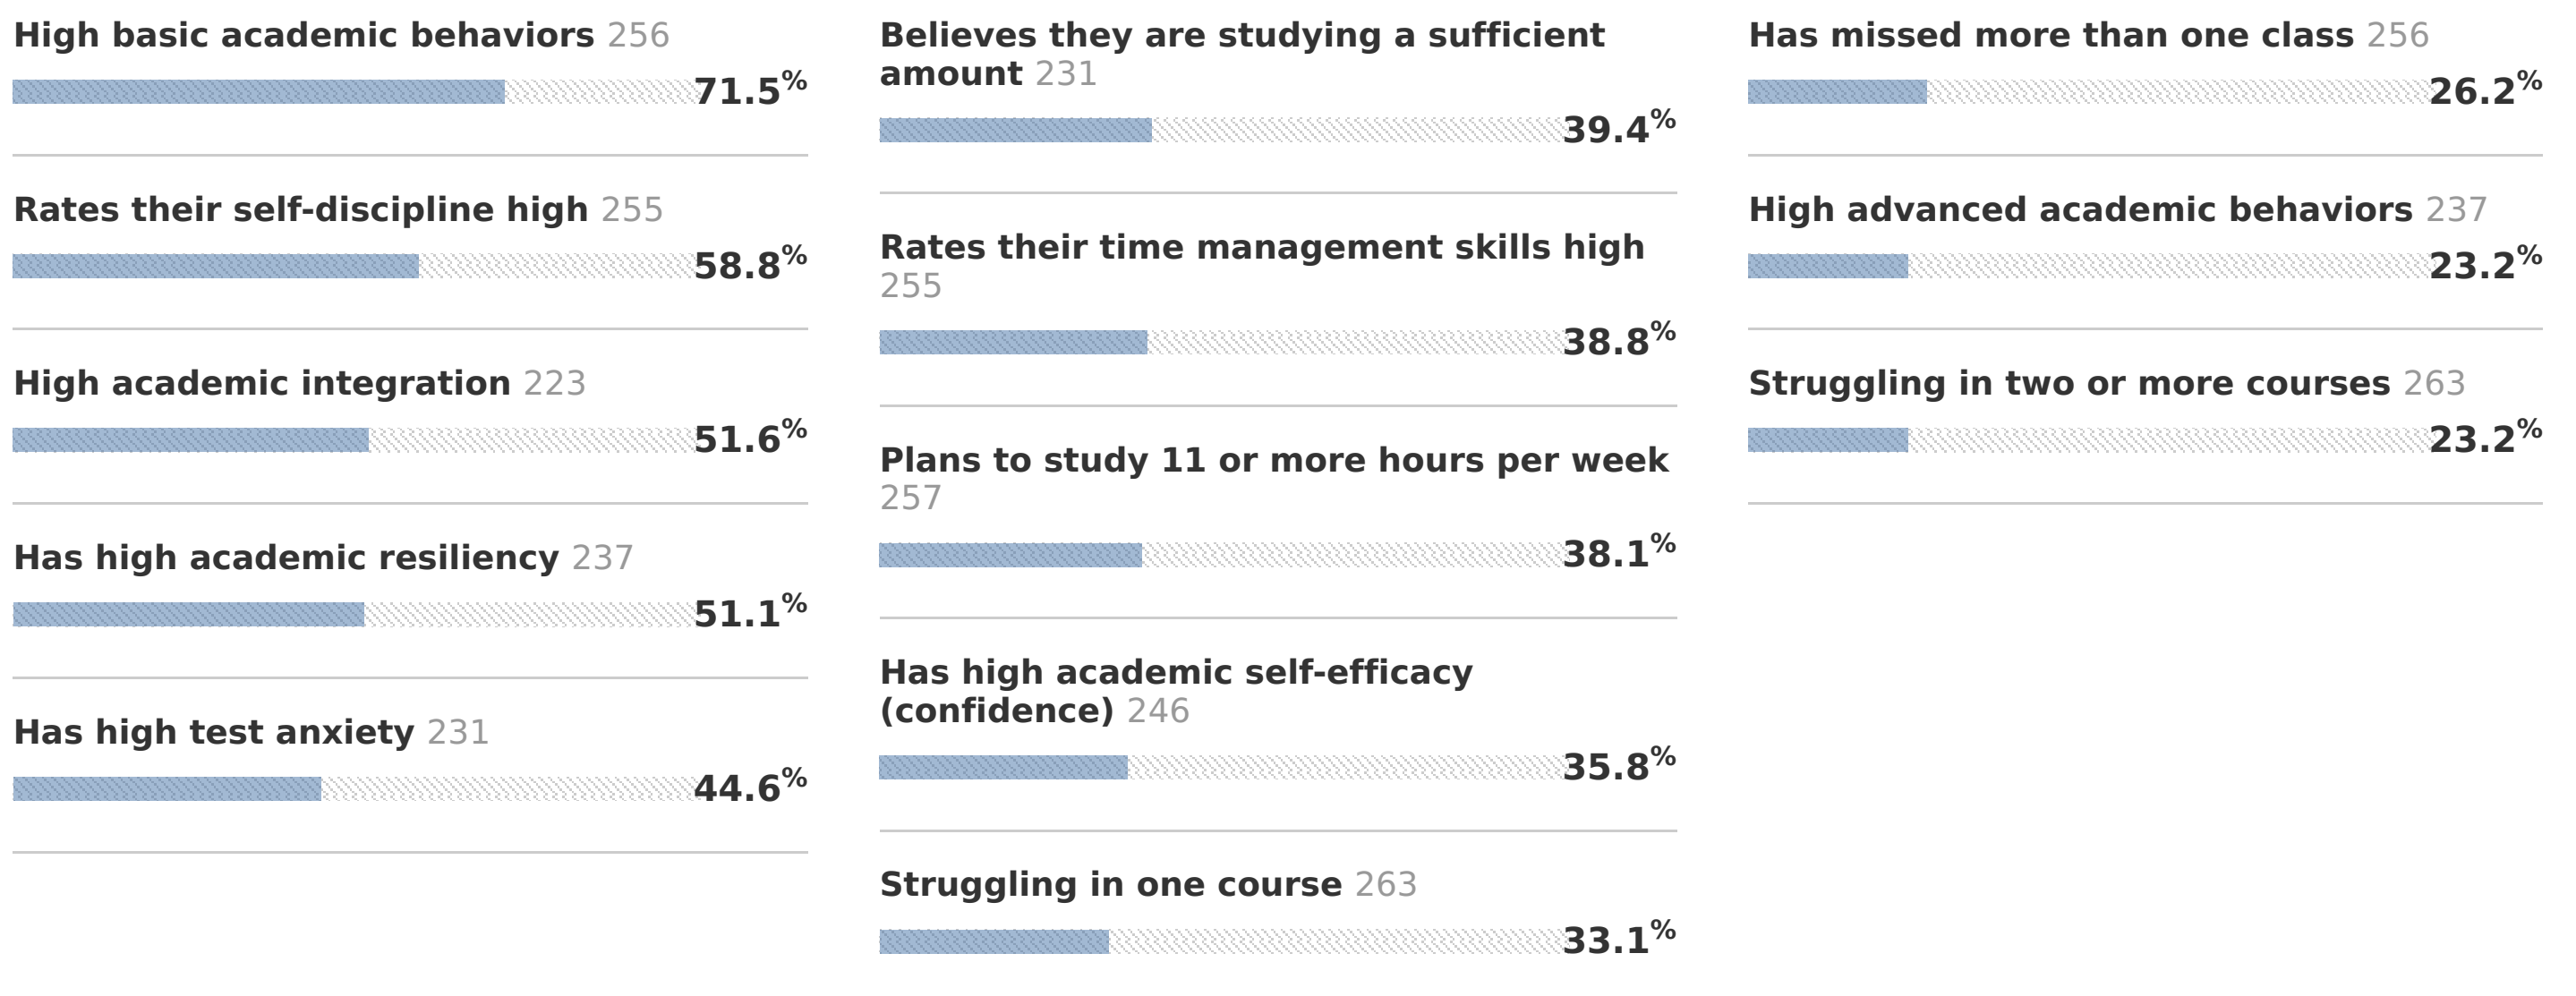 High basic academic behaviors 256
71.5%
Rates their self-discipline high 255
58.8%
High academic integration 223
51.6%
Has high academic resiliency 237
51.1%
Has high test anxiety 231
44.6%
Believes they are studying a sufficient
amount 231
39.4%
Rates their time management skills high
255
38.8%
Plans to study 11 or more hours per week
257
38.1%
Has high academic self-efficacy
(confidence) 246
35.8%
Struggling in one course 263
33.1%
Has missed more than one class 256
26.2%
High advanced academic behaviors 237
23.2%
Struggling in two or more courses 263
23.2%